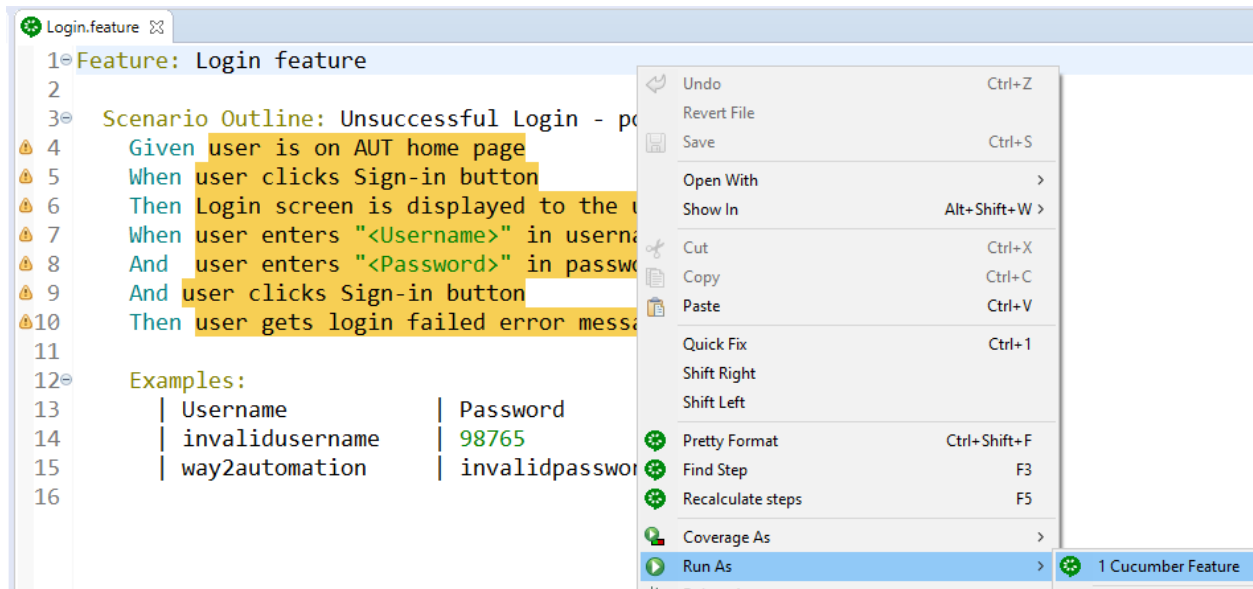 Login.feature
1 Feature: Login feature
2
3 Scenario Outline: Unsuccessful Login -
4 Given user is on AUT home page
5 When user clicks Sign-in button
6 Then Login screen is displayed to the
7 When user enters "<Username>" in
8 And user enters "<Password>" in
9 And user clicks Sign-in button
10 Then user gets login failed error
11
12 Examples:
13 | Username | Password
14 | invalidusername | 98765
15 | way2automation |
16
Undo Ctrl+Z
Revert File
Save Ctrl+S
Open With >
Show In Alt+Shift+W >
Cut Ctrl+X
Copy Ctrl+C
Paste Ctrl+V
Quick Fix Ctrl+1
Shift Right
Shift Left
Pretty Format Ctrl+Shift+F
Find Step F3
Recalculate steps F5
Coverage As >
Run As >
1 Cucumber Feature